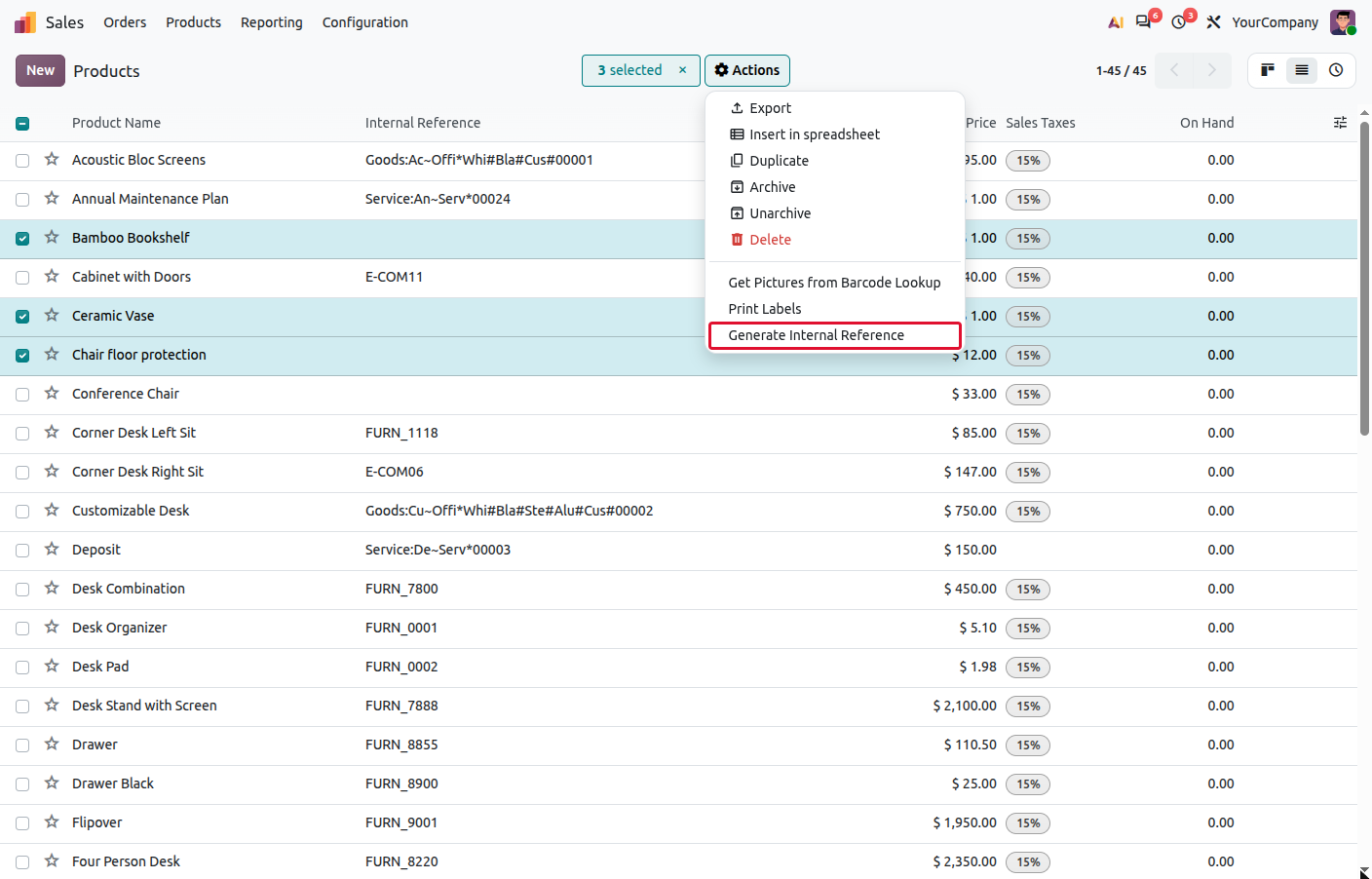 Sales Orders Products Reporting Configuration AI 6 3 YourCompany
New Products 3 selected × Actions 1-45 / 45
Product Name Internal Reference Price Sales Taxes On Hand
Export
Insert in spreadsheet
Duplicate
Archive
Unarchive
Delete
Get Pictures from Barcode Lookup
Print Labels
Generate Internal Reference
Acoustic Bloc Screens Goods:Ac~Offi*Whi#Bla#Cus#00001 95.00 15% 0.00
Annual Maintenance Plan Service:An~Serv*00024 1.00 15% 0.00
Bamboo Bookshelf 1.00 15% 0.00
Cabinet with Doors E-COM11 40.00 15% 0.00
Ceramic Vase 1.00 15% 0.00
Chair floor protection $ 12.00 15% 0.00
Conference Chair $ 33.00 15% 0.00
Corner Desk Left Sit FURN_1118 $ 85.00 15% 0.00
Corner Desk Right Sit E-COM06 $ 147.00 15% 0.00
Customizable Desk Goods:Cu~Offi*Whi#Bla#Ste#Alu#Cus#00002 $ 750.00 15% 0.00
Deposit Service:De~Serv*00003 $ 150.00 0.00
Desk Combination FURN_7800 $ 450.00 15% 0.00
Desk Organizer FURN_0001 $ 5.10 15% 0.00
Desk Pad FURN_0002 $ 1.98 15% 0.00
Desk Stand with Screen FURN_7888 $ 2,100.00 15% 0.00
Drawer FURN_8855 $ 110.50 15% 0.00
Drawer Black FURN_8900 $ 25.00 15% 0.00
Flipover FURN_9001 $ 1,950.00 15% 0.00
Four Person Desk FURN_8220 $ 2,350.00 15% 0.00